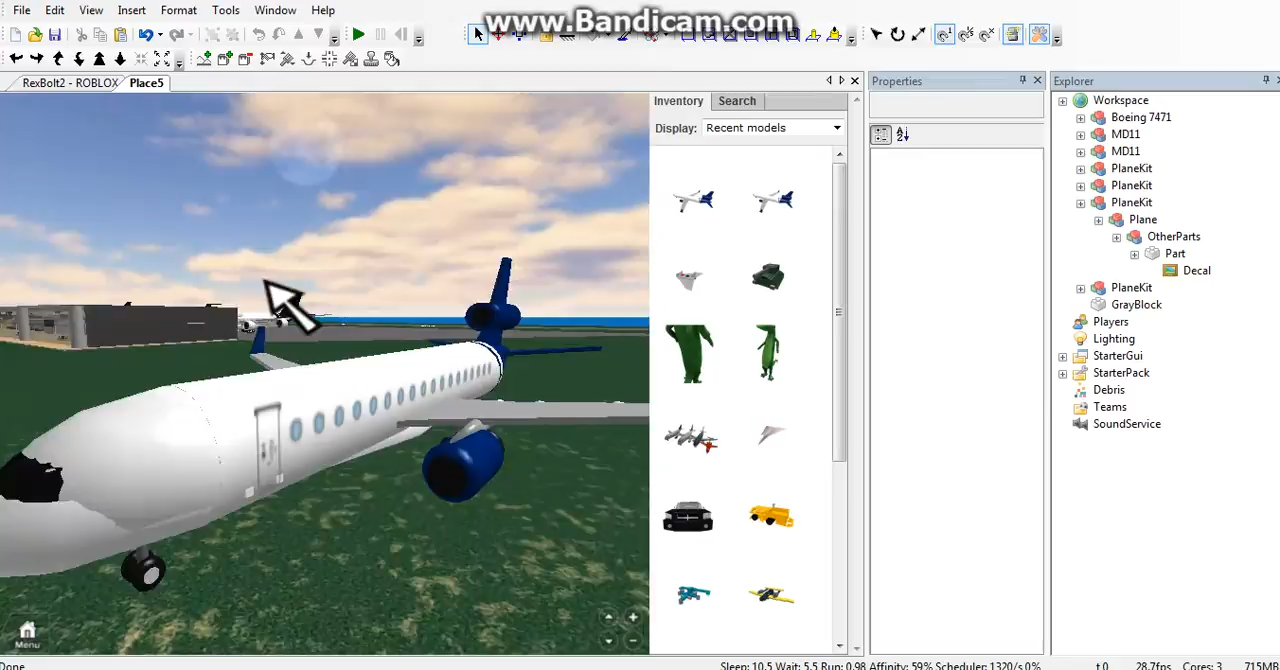 File Edit View Insert Format Tools Window Help
www.Bandicam.com
RexBolt2 - ROBLOX Place5
Inventory Search
Display: Recent models
Properties
Explorer
Workspace
Boeing 7471
MD11
MD11
PlaneKit
PlaneKit
PlaneKit
Plane
OtherParts
Part
Decal
PlaneKit
GrayBlock
Players
Lighting
StarterGui
StarterPack
Debris
Teams
SoundService
Menu
Done Sleep: 10.5 Wait: 5.5 Run: 0.98 Affinity: 59% Scheduler: 1320/s 0% t:0 28.7fps Cores: 3 715MB